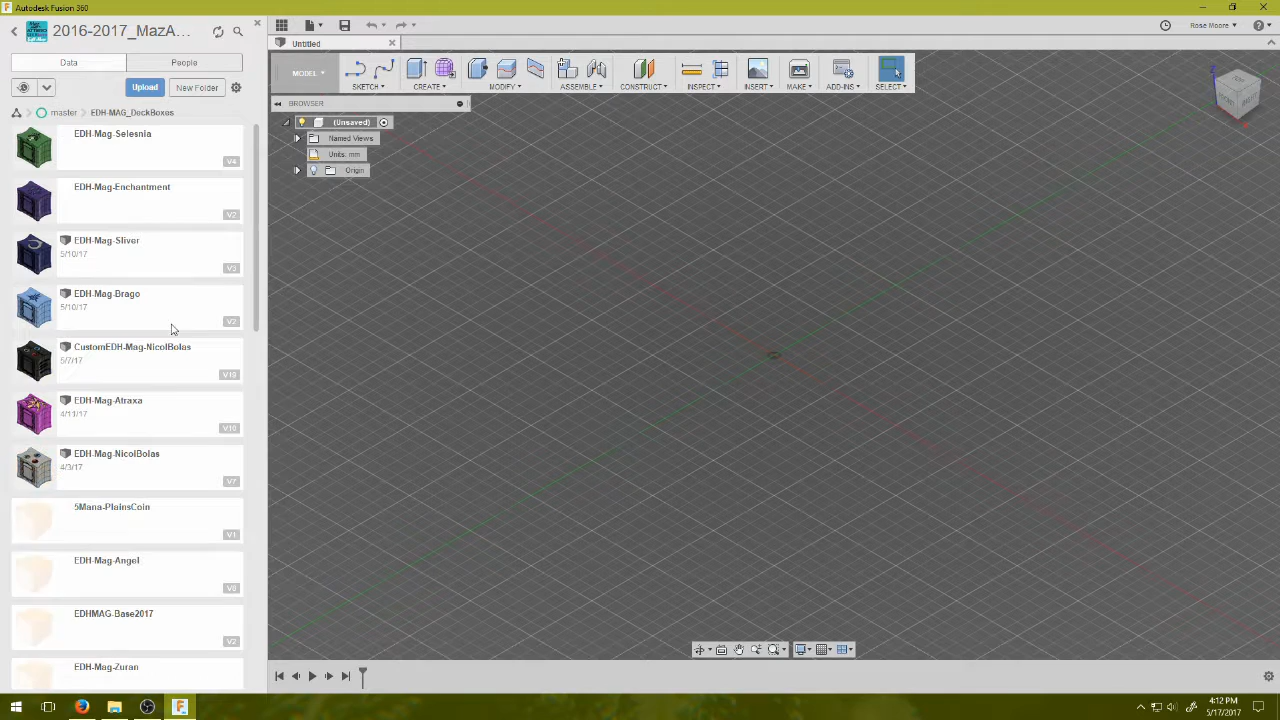 Autodesk Fusion 360
2016-2017_MazA...
Rose Moore
Data
People
Untitled
Upload
New Folder
MODEL
SKETCH
CREATE
MODIFY
ASSEMBLE
CONSTRUCT
INSPECT
INSERT
MAKE
ADD-INS
SELECT
master
EDH-MAG_DeckBoxes
BROWSER
(Unsaved)
Named Views
Units: mm
Origin
EDH-Mag-Selesnia
V4
EDH-Mag-Enchantment
V2
EDH-Mag-Sliver
5/10/17
V3
EDH-Mag-Brago
5/10/17
V2
CustomEDH-Mag-NicolBolas
5/7/17
EDH-Mag-Atraxa
4/11/17
V10
EDH-Mag-NicolBolas
4/3/17
V7
5Mana-PlainsCoin
V1
EDH-Mag-Angel
EDHMAG-Base2017
V2
EDH-Mag-Zuran
4:12 PM
5/17/2017